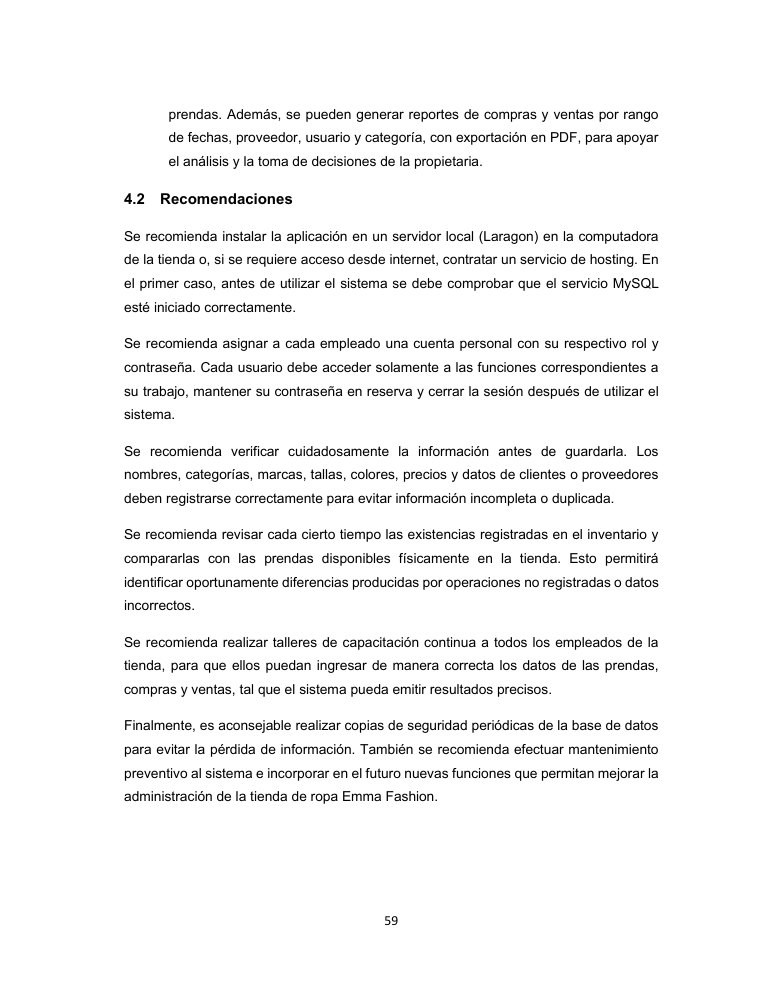 prendas. Además, se pueden generar reportes de compras y ventas por rango
de fechas, proveedor, usuario y categoría, con exportación en PDF, para apoyar
el análisis y la toma de decisiones de la propietaria.
4.2 Recomendaciones
Se recomienda instalar la aplicación en un servidor local (Laragon) en la computadora
de la tienda o, si se requiere acceso desde internet, contratar un servicio de hosting. En
el primer caso, antes de utilizar el sistema se debe comprobar que el servicio MySQL
esté iniciado correctamente.
Se recomienda asignar a cada empleado una cuenta personal con su respectivo rol y
contraseña. Cada usuario debe acceder solamente a las funciones correspondientes a
su trabajo, mantener su contraseña en reserva y cerrar la sesión después de utilizar el
sistema.
Se recomienda verificar cuidadosamente la información antes de guardarla. Los
nombres, categorías, marcas, tallas, colores, precios y datos de clientes o proveedores
deben registrarse correctamente para evitar información incompleta o duplicada.
Se recomienda revisar cada cierto tiempo las existencias registradas en el inventario y
compararlas con las prendas disponibles físicamente en la tienda. Esto permitirá
identificar oportunamente diferencias producidas por operaciones no registradas o datos
incorrectos.
Se recomienda realizar talleres de capacitación continua a todos los empleados de la
tienda, para que ellos puedan ingresar de manera correcta los datos de las prendas,
compras y ventas, tal que el sistema pueda emitir resultados precisos.
Finalmente, es aconsejable realizar copias de seguridad periódicas de la base de datos
para evitar la pérdida de información. También se recomienda efectuar mantenimiento
preventivo al sistema e incorporar en el futuro nuevas funciones que permitan mejorar la
administración de la tienda de ropa Emma Fashion.
59